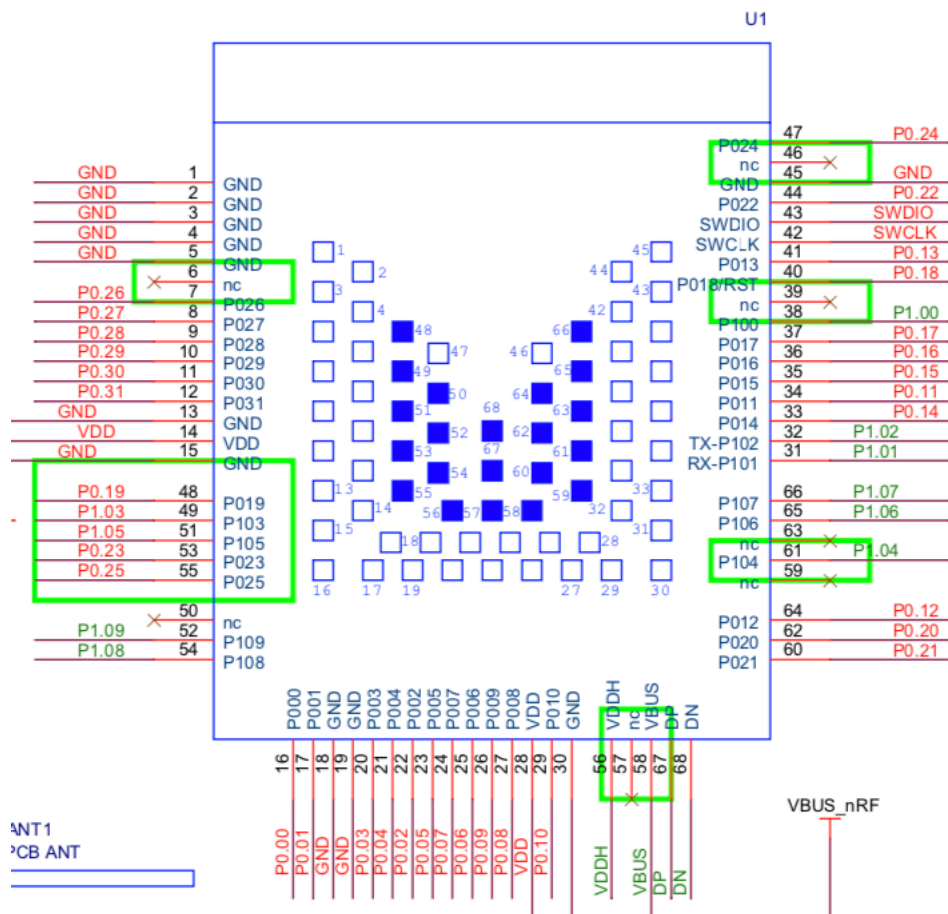 U1
GND 1 GND
GND 2 GND
GND 3 GND
GND 4 GND
GND 5 GND
6 nc
P0.26 7 P026
P0.27 8 P027
P0.28 9 P028
P0.29 10 P029
P0.30 11 P030
P0.31 12 P031
GND 13 GND
VDD 14 VDD
GND 15 GND
P0.19 48 P019
P1.03 49 P103
P1.05 51 P105
P0.23 53 P023
P0.25 55 P025
50 nc
P1.09 52 P109
P1.08 54 P108
1 45
2 44
3 43
4 42
48 66
47 46
49 65
50 64
51 68 63
52 62
53 67 61
54 60
13 55 59 33
14 56 57 58 32
15 31
18 28
16 17 19 27 29 30
P024 47 P0.24
nc 46
GND 45 GND
P022 44 P0.22
SWDIO 43 SWDIO
SWCLK 42 SWCLK
P013 41 P0.13
P018/RST 40 P0.18
nc 39
P100 38 P1.00
P017 37 P0.17
P016 36 P0.16
P015 35 P0.15
P011 34 P0.11
P014 33 P0.14
TX-P102 32 P1.02
RX-P101 31 P1.01
P107 66 P1.07
P106 65 P1.06
nc 63
P104 61 P1.04
nc 59
P012 64 P0.12
P020 62 P0.20
P021 60 P0.21
P000 P001 GND GND P003 P004 P002 P005 P007 P006 P009 P008 VDD P010 GND VDDH nc VBUS DP DN
16 17 18 19 20 21 22 23 24 25 26 27 28 29 30 56 57 58 67 68
P0.00 P0.01 GND GND P0.03 P0.04 P0.02 P0.05 P0.07 P0.06 P0.09 P0.08 VDD P0.10 VDDH VBUS DP DN
VBUS_nRF
ANT1
PCB ANT